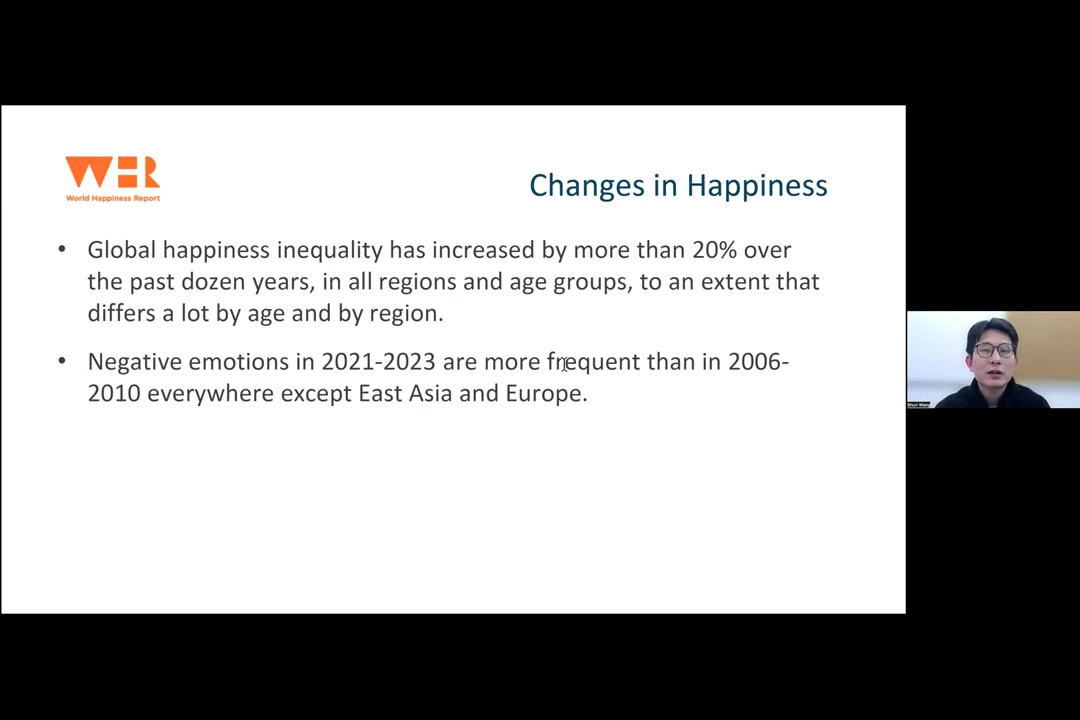 WHR
World Happiness Report
Changes in Happiness
• Global happiness inequality has increased by more than 20% over
the past dozen years, in all regions and age groups, to an extent that
differs a lot by age and by region.
• Negative emotions in 2021-2023 are more frequent than in 2006-
2010 everywhere except East Asia and Europe.
Shun Wang